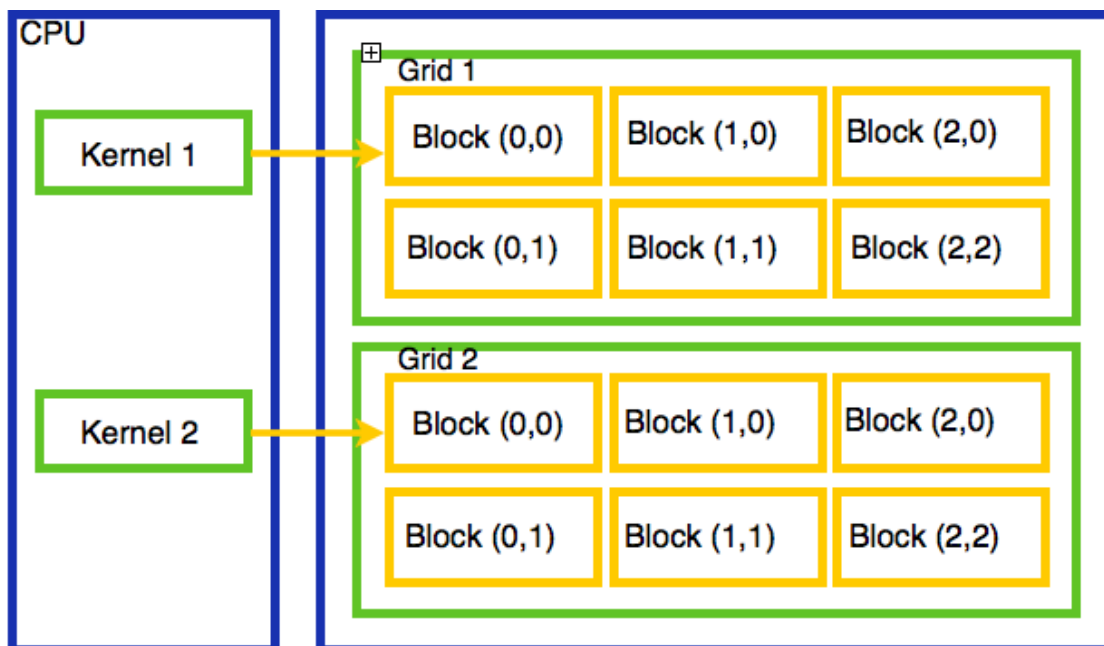 CPU
Grid 1
Kernel 1
Block (0,0)
Block (1,0)
Block (2,0)
Block (0,1)
Block (1,1)
Block (2,2)
Grid 2
Kernel 2
Block (0,0)
Block (1,0)
Block (2,0)
Block (0,1)
Block (1,1)
Block (2,2)